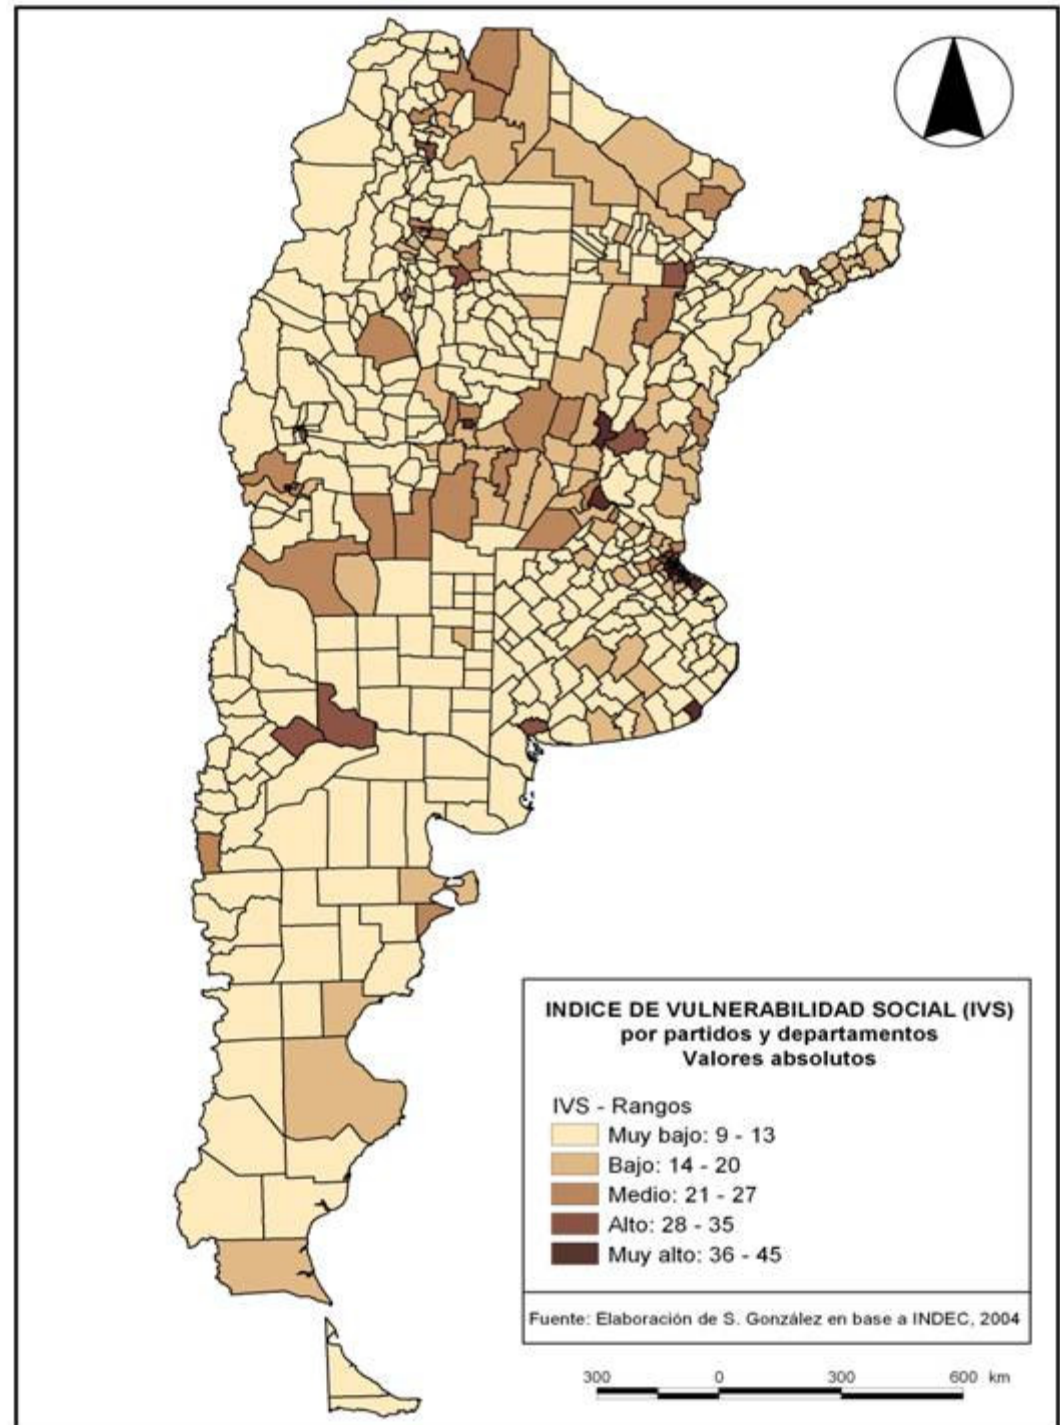 INDICE DE VULNERABILIDAD SOCIAL (IVS)
por partidos y departamentos
Valores absolutos
IVS - Rangos
Muy bajo: 9 - 13
Bajo: 14 - 20
Medio: 21 - 27
Alto: 28 - 35
Muy alto: 36 - 45
Fuente: Elaboración de S. González en base a INDEC, 2004
300 0 300 600 km